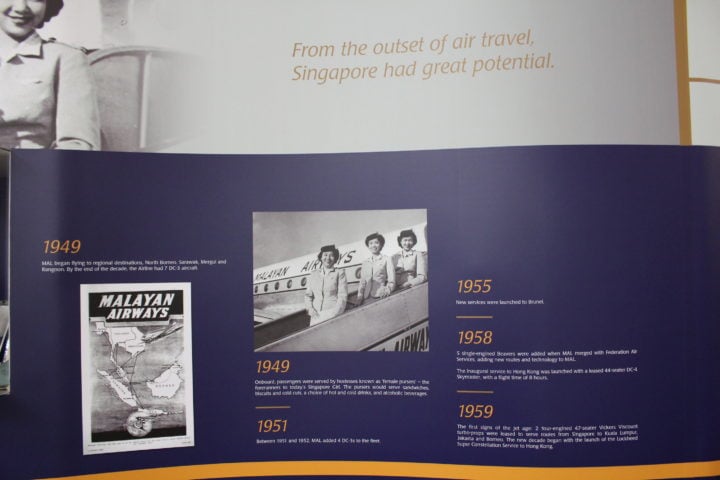 From the outset of air travel,
Singapore had great potential.
1949
MAL began flying to regional destinations, North Borneo, Sarawak, Mergui and
Rangoon. By the end of the decade, the Airline had 7 DC-3 aircraft.
MALAYAN
AIRWAYS
BORNEO
MALAYAN AIRWAYS
AIRWAYS
1949
Onboard, passengers were served by hostesses known as 'female pursers' – the
forerunners to today's Singapore Girl. The pursers would serve sandwiches,
biscuits and cold cuts, a choice of hot and cold drinks, and alcoholic beverages.
1951
Between 1951 and 1952, MAL added 4 DC-3s to the fleet.
1955
New services were launched to Brunei.
1958
5 single-engined Beavers were added when MAL merged with Federation Air
Services, adding new routes and technology to MAL.
The inaugural service to Hong Kong was launched with a leased 44-seater DC-4
Skymaster, with a flight time of 8 hours.
1959
The first signs of the jet age: 2 four-engined 47-seater Vickers Viscount
turbo-props were leased to serve routes from Singapore to Kuala Lumpur,
Jakarta and Borneo. The new decade began with the launch of the Lockheed
Super Constellation Service to Hong Kong.